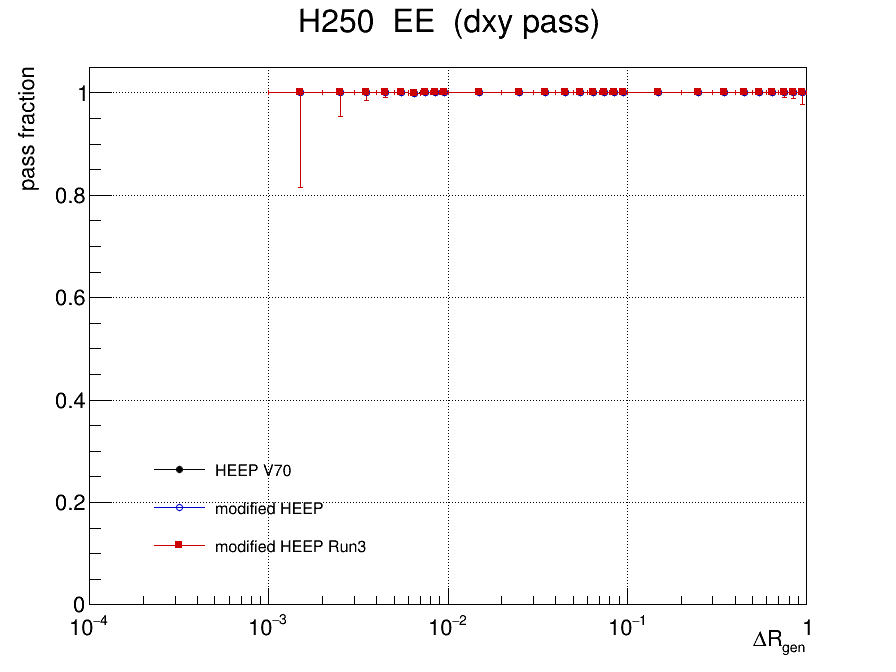 H250 EE (dxy pass)
pass fraction
1
0.8
0.6
0.4
0.2
0
HEEP V70
modified HEEP
modified HEEP Run3
10⁻⁴
10⁻³
10⁻²
10⁻¹
1
ΔR_gen